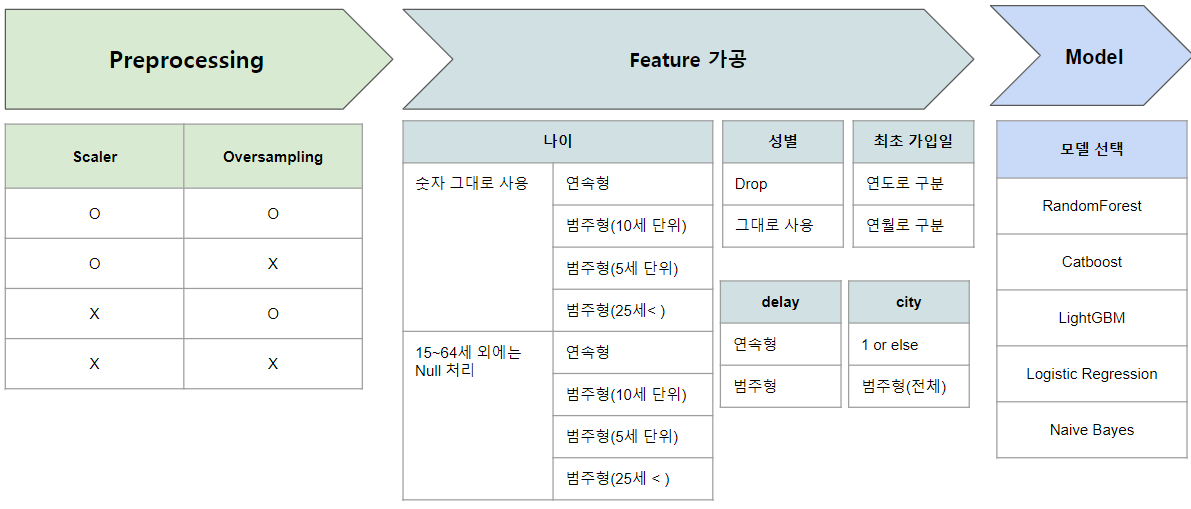 Preprocessing
Feature 가공
Model
Scaler
Oversampling
O
O
O
X
X
O
X
X
나이
숫자 그대로 사용
연속형
범주형(10세 단위)
범주형(5세 단위)
범주형(25세< )
15~64세 외에는
Null 처리
연속형
범주형(10세 단위)
범주형(5세 단위)
범주형(25세 < )
성별
Drop
그대로 사용
최초 가입일
연도로 구분
연월로 구분
delay
연속형
범주형
city
1 or else
범주형(전체)
모델 선택
RandomForest
Catboost
LightGBM
Logistic Regression
Naive Bayes